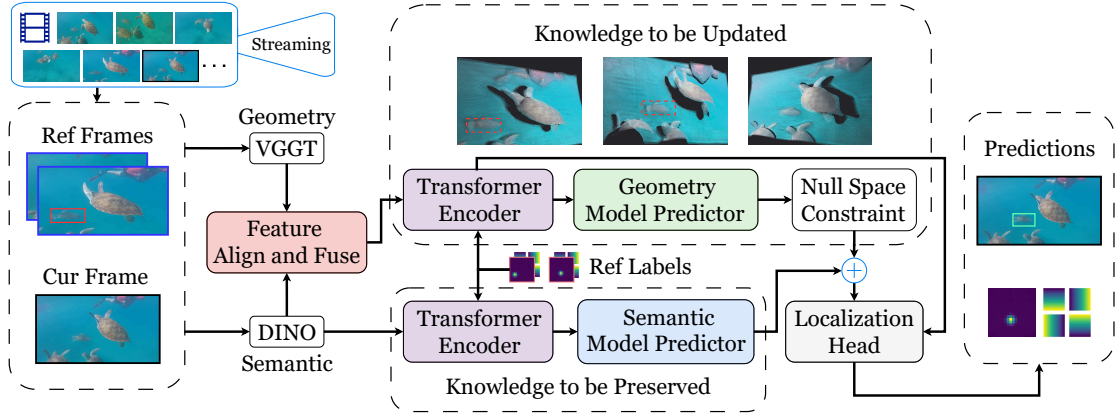 Streaming
...
Ref Frames
Cur Frame
Geometry
VGGT
Feature
Align and Fuse
DINO
Semantic
Knowledge to be Updated
Transformer
Encoder
Geometry
Model Predictor
Null Space
Constraint
Ref Labels
+
Transformer
Encoder
Semantic
Model Predictor
Knowledge to be Preserved
Localization
Head
Predictions